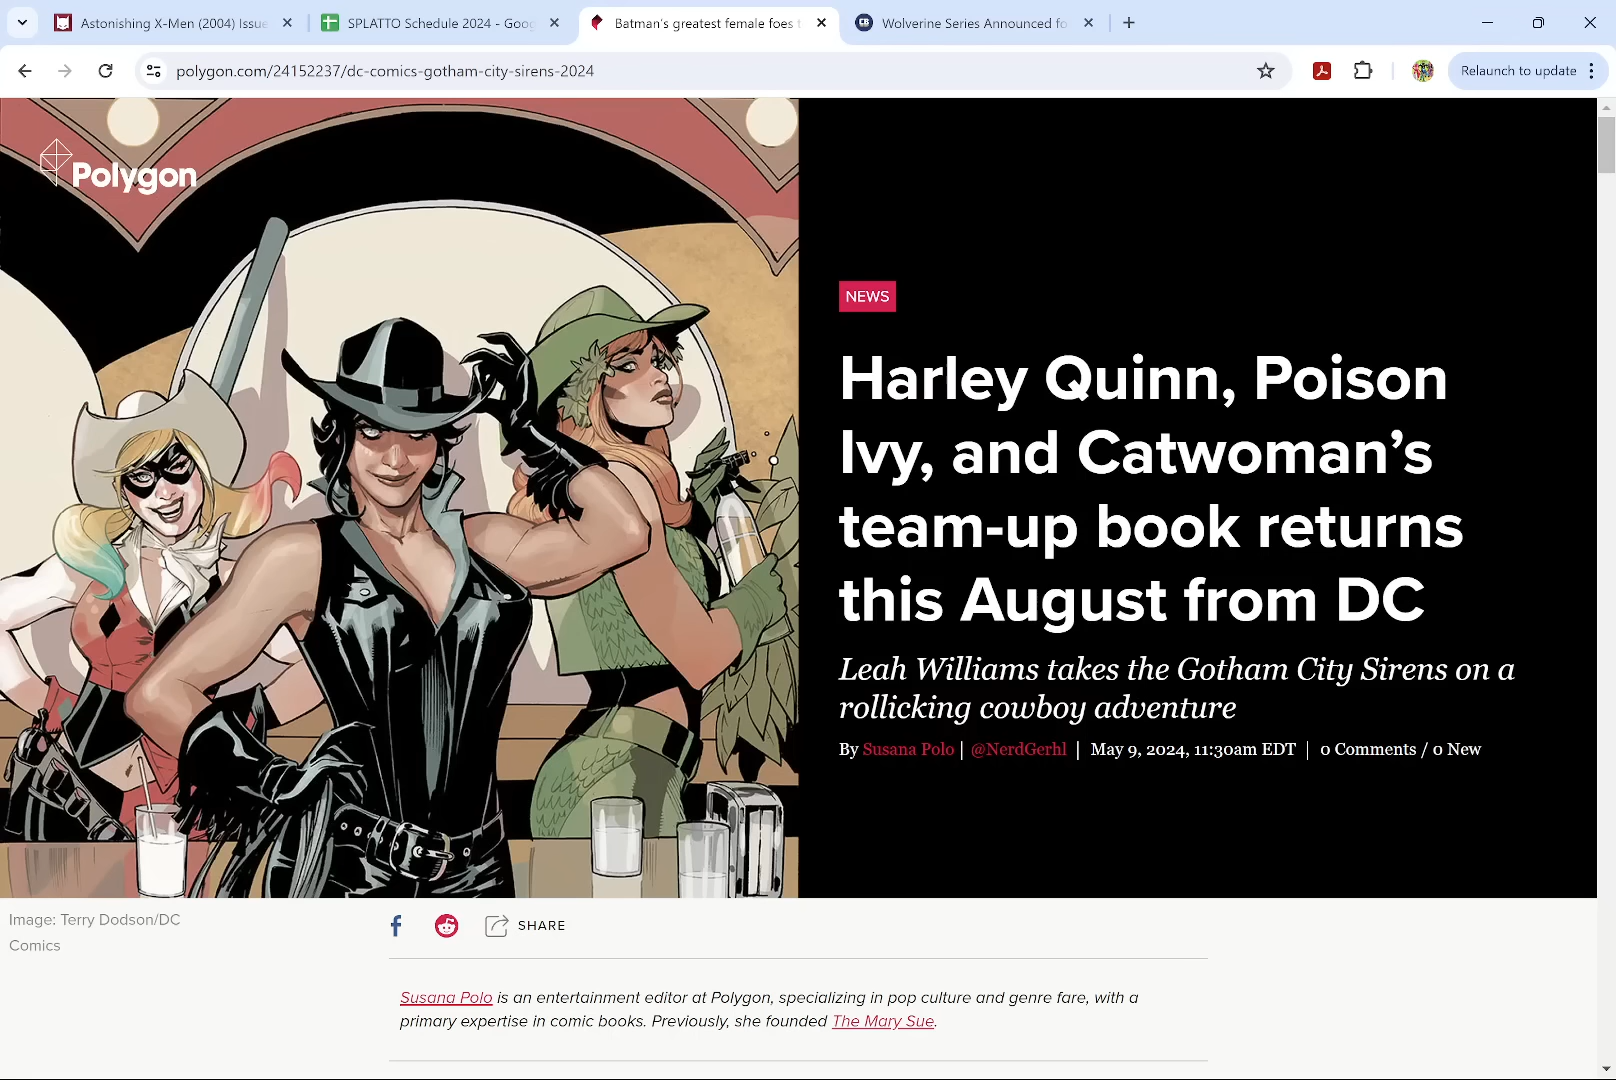 Astonishing X-Men (2004) Issue
SPLATTO Schedule 2024 - Goog
Batman's greatest female foes t
Wolverine Series Announced fo
polygon.com/24152237/dc-comics-gotham-city-sirens-2024
Relaunch to update
Polygon
NEWS
Harley Quinn, Poison
Ivy, and Catwoman’s
team-up book returns
this August from DC
Leah Williams takes the Gotham City Sirens on a
rollicking cowboy adventure
By Susana Polo | @NerdGerhl | May 9, 2024, 11:30am EDT | 0 Comments / 0 New
Image: Terry Dodson/DC
Comics
SHARE
Susana Polo is an entertainment editor at Polygon, specializing in pop culture and genre fare, with a
primary expertise in comic books. Previously, she founded The Mary Sue.